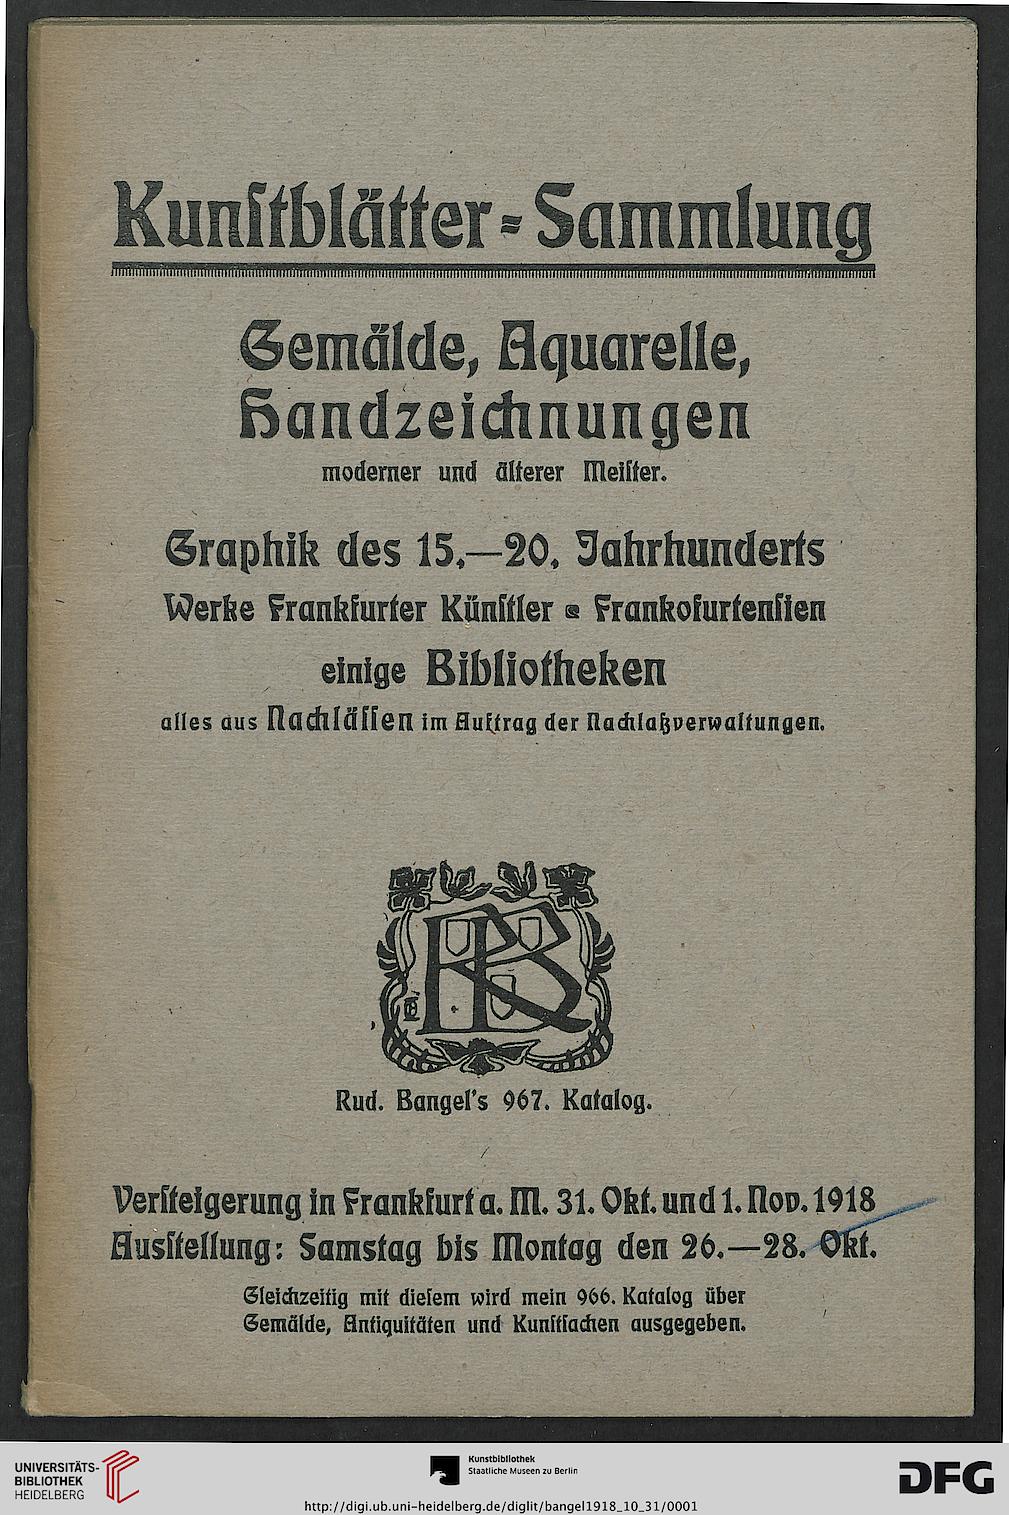 Kunſtblätter-Sammlung
Gemälde, Aquarelle,
Handzeichnungen
moderner und älterer Meiſter.
Graphik des 15.—20. Jahrhunderts
Werke Frankfurter Künſtler Frankofurtenſien
einige Bibliotheken
alles aus Nachläſſen im Auftrag der Nachlaßverwaltungen.
RB
Rud. Bangel's 967. Katalog.
Verſteigerung in Frankfurt a. M. 31. Okt. und 1. Nov. 1918
Ausſtellung: Samstag bis Montag den 26.—28. Okt.
Gleichzeitig mit dieſem wird mein 966. Katalog über
Gemälde, Antiquitäten und Kunſtſachen ausgegeben.
UNIVERSITÄTS-
BIBLIOTHEK
HEIDELBERG
Kunstbibliothek
Staatliche Museen zu Berlin
DFG
http://digi.ub.uni-heidelberg.de/diglit/bangel1918_10_31/0001